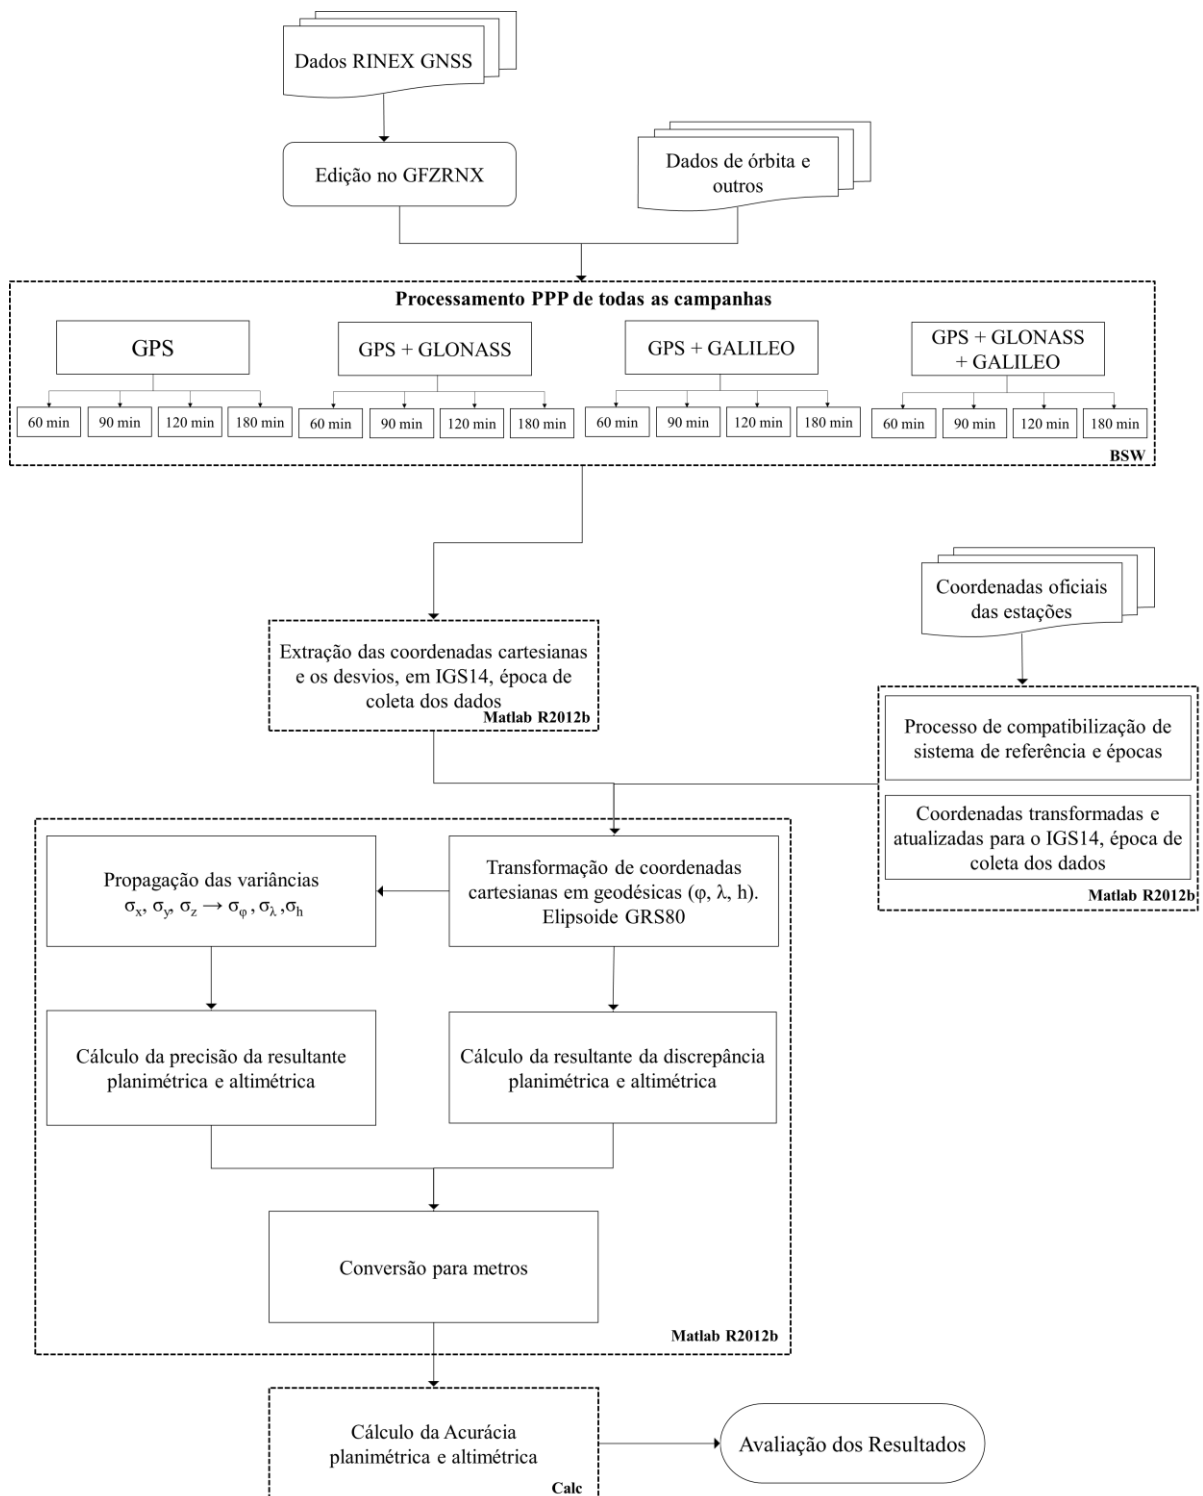 Dados RINEX GNSS
Edição no GFZRNX
Dados de órbita e
outros
Processamento PPP de todas as campanhas
GPS
60 min
90 min
120 min
180 min
GPS + GLONASS
60 min
90 min
120 min
180 min
GPS + GALILEO
60 min
90 min
120 min
180 min
GPS + GLONASS
+ GALILEO
60 min
90 min
120 min
180 min
BSW
Extração das coordenadas cartesianas
e os desvios, em IGS14, época de
coleta dos dados
Matlab R2012b
Coordenadas oficiais
das estações
Processo de compatibilização de
sistema de referência e épocas
Coordenadas transformadas e
atualizadas para o IGS14, época de
coleta dos dados
Matlab R2012b
Transformação de coordenadas
cartesianas em geodésicas (φ, λ, h).
Elipsoide GRS80
Propagação das variâncias
σx, σy, σz → σφ , σλ ,σh
Cálculo da precisão da resultante
planimétrica e altimétrica
Cálculo da resultante da discrepância
planimétrica e altimétrica
Conversão para metros
Matlab R2012b
Cálculo da Acurácia
planimétrica e altimétrica
Calc
Avaliação dos Resultados